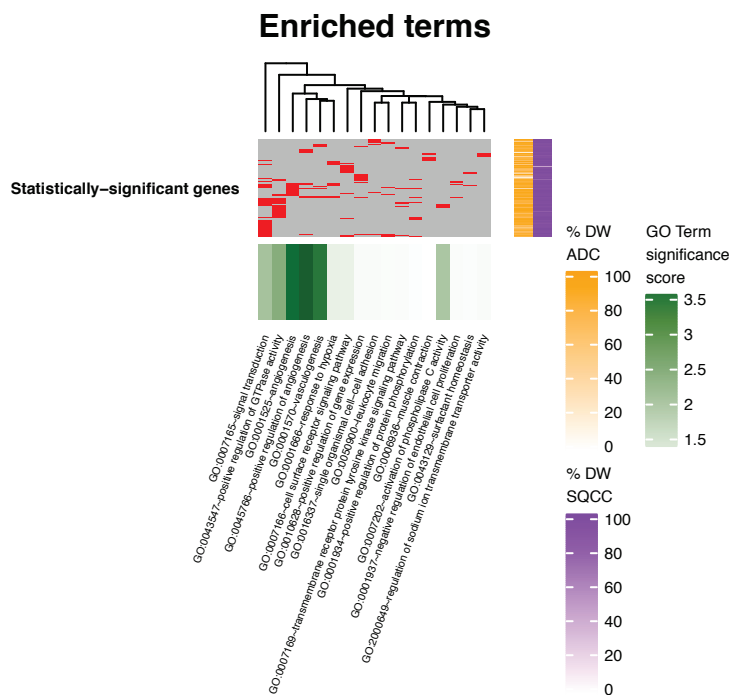 Enriched terms
Statistically−significant genes
% DW
ADC
100
80
60
40
20
0
GO Term
significance
score
3.5
3
2.5
2
1.5
% DW
SQCC
100
80
60
40
20
0
GO:0007165~signal transduction
GO:0043547~positive regulation of GTPase activity
GO:0001525~angiogenesis
GO:0045766~positive regulation of angiogenesis
GO:0001570~vasculogenesis
GO:0001666~response to hypoxia
GO:0007166~cell surface receptor signaling pathway
GO:0010628~positive regulation of gene expression
GO:0016337~single organismal cell−cell adhesion
GO:0050900~leukocyte migration
GO:0007169~transmembrane receptor protein tyrosine kinase signaling pathway
GO:0001934~positive regulation of protein phosphorylation
GO:0006936~muscle contraction
GO:0007202~activation of phospholipase C activity
GO:0001937~negative regulation of endothelial cell proliferation
GO:0043129~surfactant homeostasis
GO:2000649~regulation of sodium ion transmembrane transporter activity